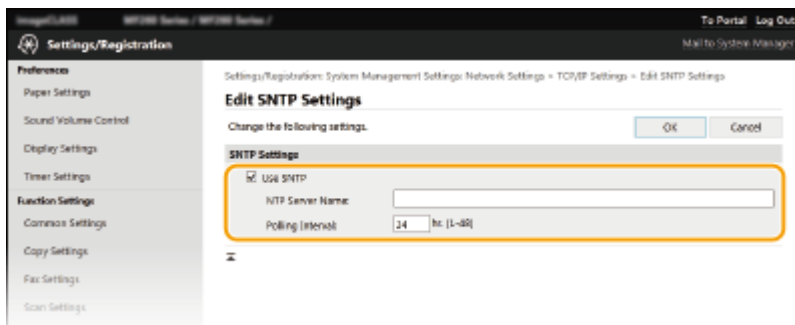 To Portal Log Out
Settings/Registration
Mail to System Manager
Preferences
Paper Settings
Sound Volume Control
Display Settings
Timer Settings
Function Settings
Common Settings
Copy Settings
Fax Settings
Scan Settings
Settings/Registration: System Management Settings: Network Settings > TCP/IP Settings > Edit SNTP Settings
Edit SNTP Settings
Change the following settings.
OK Cancel
SNTP Settings
Use SNTP
NTP Server Name:
Polling Interval: 24 hr. (1-48)